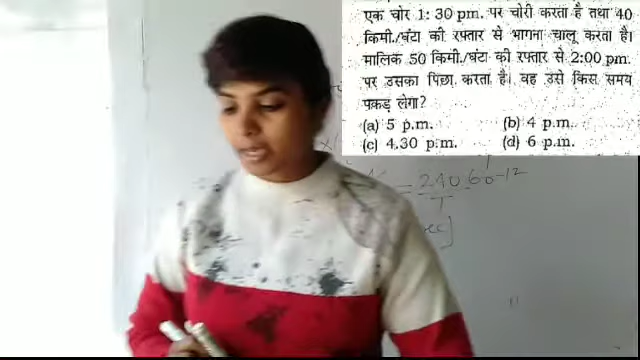 एक चोर 1: 30 pm. पर चोरी करता है तथा 40
किमी./घंटा की रफ्तार से भागना चालू करता है।
मालिक 50 किमी./घंटा की रफ्तार से 2:00 pm.
पर उसका पिछा करता है। वह उसे किस समय
पकड़ लेगा?
(a) 5 p.m. (b) 4 p.m.
(c) 4.30 p.m. (d) 6 p.m.
= 240